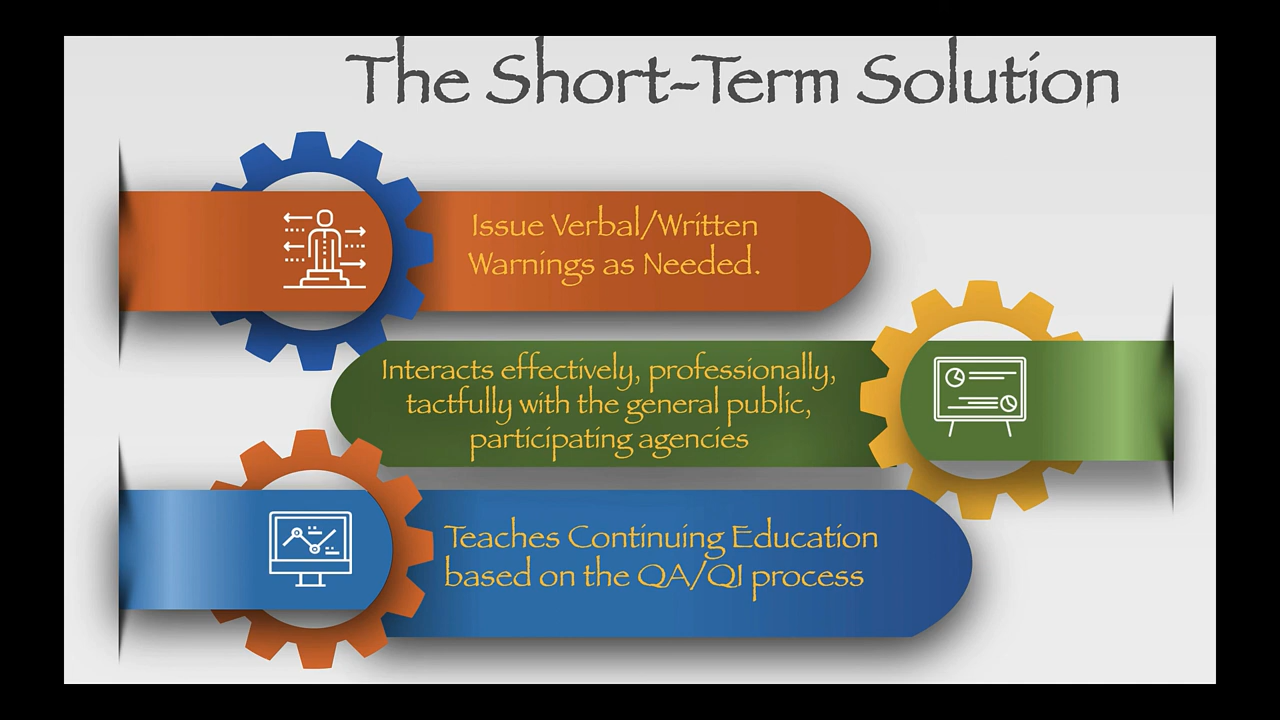 The Short-Term Solution
Issue Verbal/Written
Warnings as Needed.
Interacts effectively, professionally,
tactfully with the general public,
participating agencies
Teaches Continuing Education
based on the QA/QI process